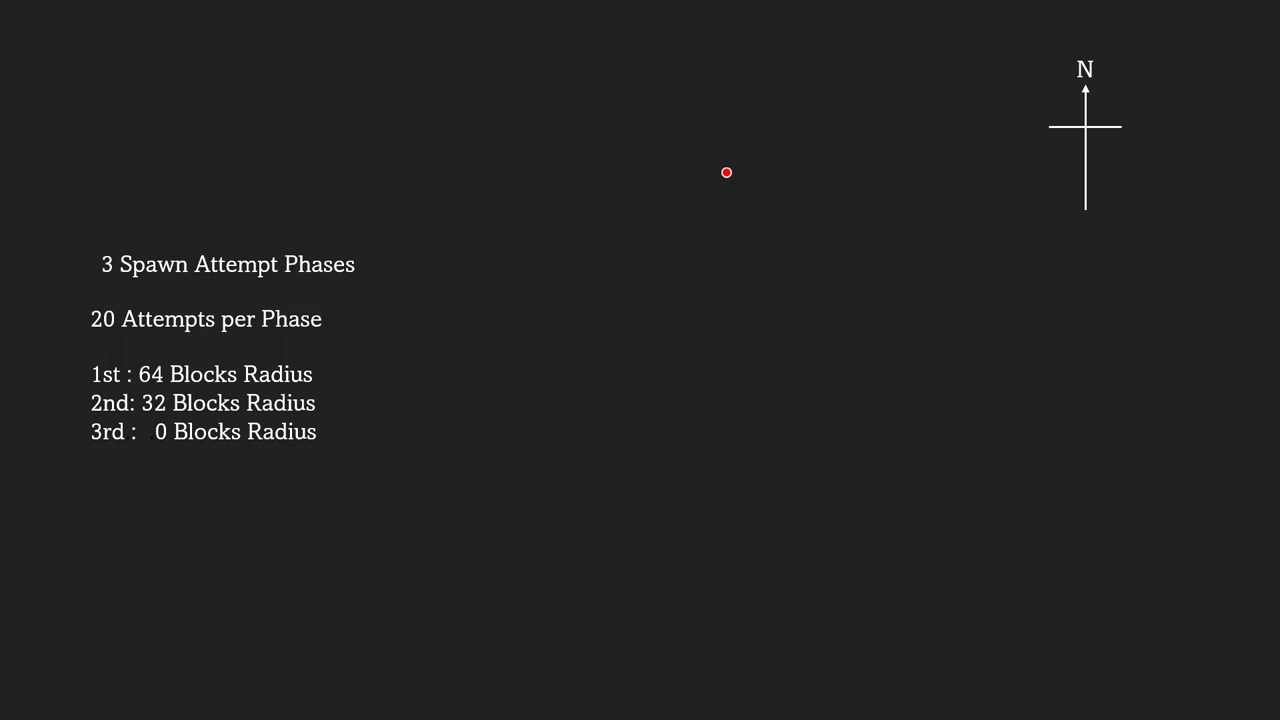 N
3 Spawn Attempt Phases
20 Attempts per Phase
1st : 64 Blocks Radius
2nd: 32 Blocks Radius
3rd : 0 Blocks Radius